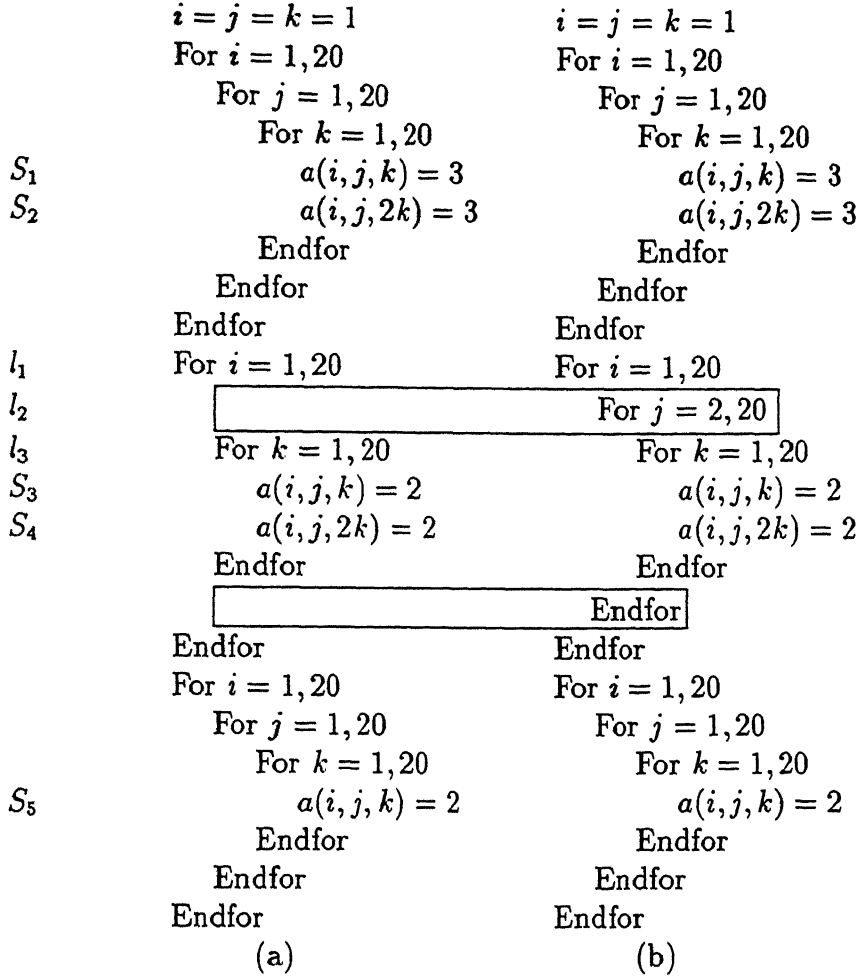 i = j = k = 1 i = j = k = 1
For i = 1, 20 For i = 1, 20
For j = 1, 20 For j = 1, 20
For k = 1, 20 For k = 1, 20
S₁ a(i, j, k) = 3 a(i, j, k) = 3
S₂ a(i, j, 2k) = 3 a(i, j, 2k) = 3
Endfor Endfor
Endfor Endfor
Endfor Endfor
l₁ For i = 1, 20 For i = 1, 20
l₂ For j = 2, 20
l₃ For k = 1, 20 For k = 1, 20
S₃ a(i, j, k) = 2 a(i, j, k) = 2
S₄ a(i, j, 2k) = 2 a(i, j, 2k) = 2
Endfor Endfor
Endfor
Endfor Endfor
For i = 1, 20 For i = 1, 20
For j = 1, 20 For j = 1, 20
For k = 1, 20 For k = 1, 20
S₅ a(i, j, k) = 2 a(i, j, k) = 2
Endfor Endfor
Endfor Endfor
Endfor Endfor
(a) (b)